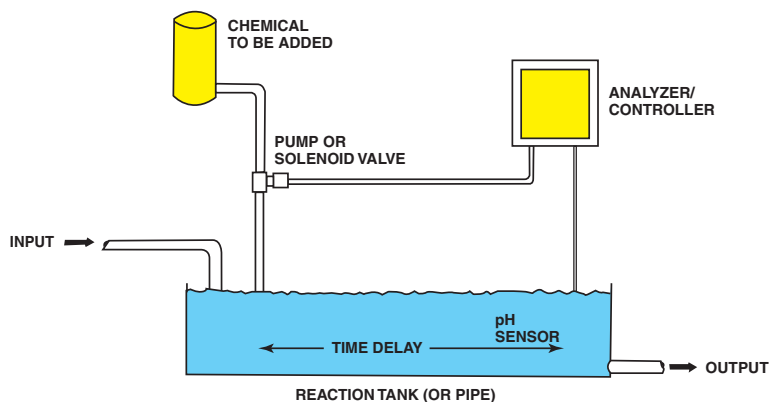 CHEMICAL
TO BE ADDED
ANALYZER/
CONTROLLER
PUMP OR
SOLENOID VALVE
INPUT
pH
SENSOR
TIME DELAY
OUTPUT
REACTION TANK (OR PIPE)